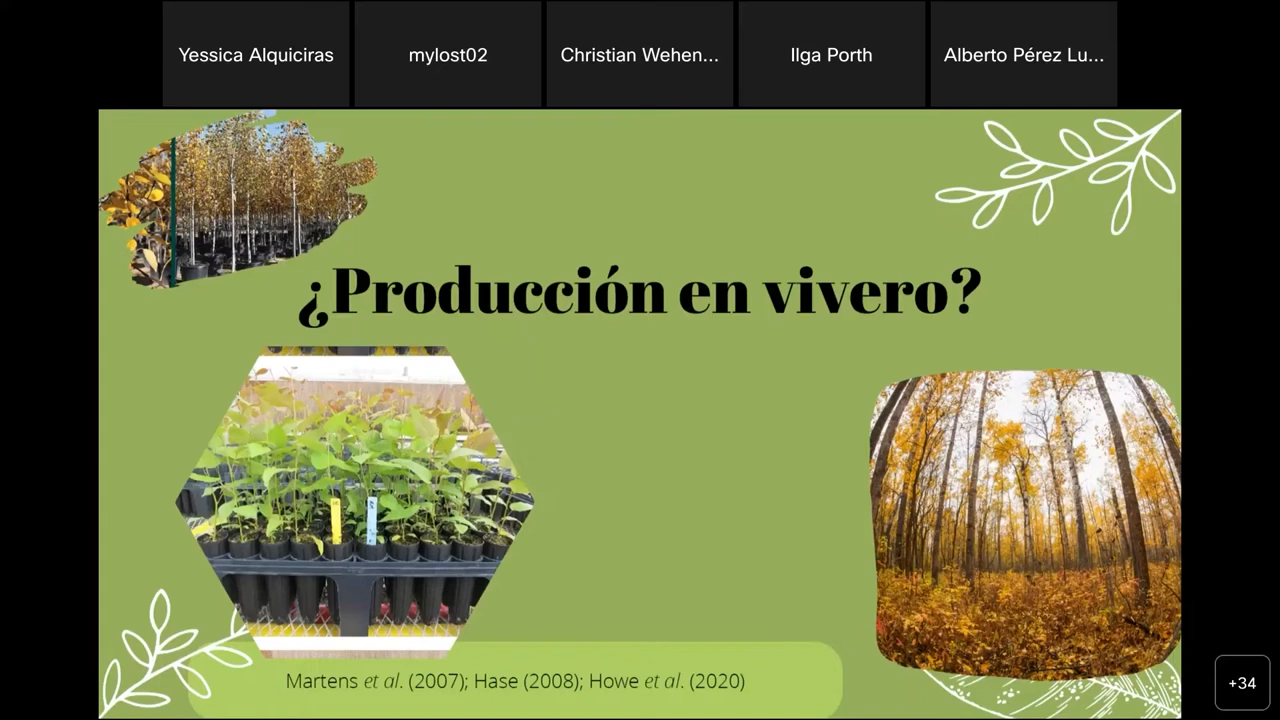 Yessica Alquiciras
mylost02
Christian Wehen...
Ilga Porth
Alberto Pérez Lu...
¿Producción en vivero?
Martens et al. (2007); Hase (2008); Howe et al. (2020)
+34